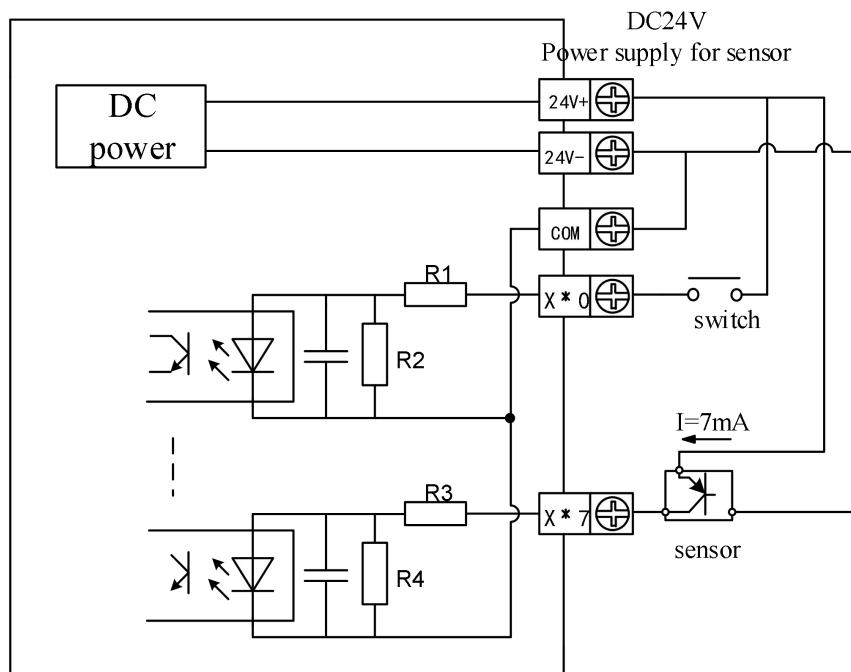 DC24V
Power supply for sensor
DC
power
24V+
24V-
COM
R1
X * 0
switch
R2
I=7mA
R3
X * 7
sensor
R4